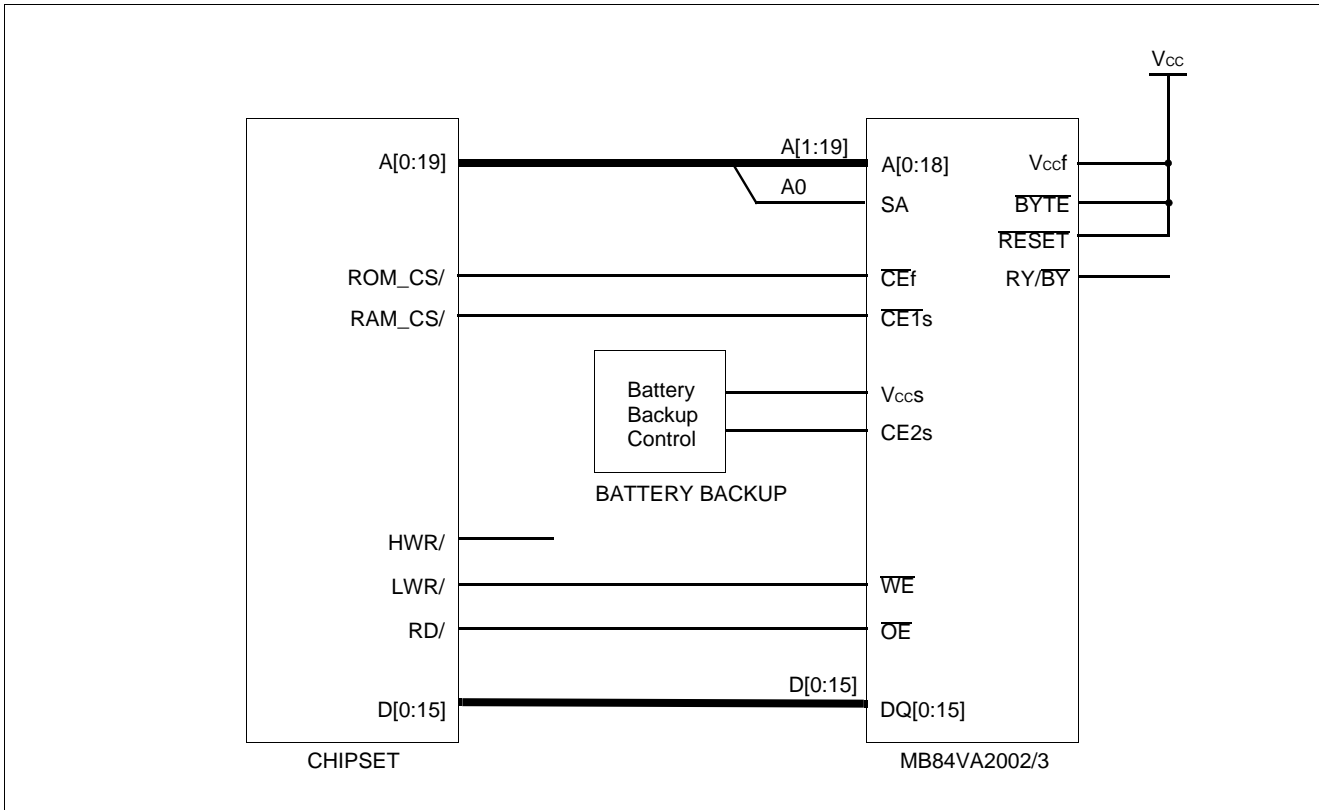 Vcc
A[0:19]
A[1:19]
A[0:18]
Vccf
A0
SA
BYTE
RESET
ROM_CS/
CEf
RY/BY
RAM_CS/
CE1s
Battery
Backup
Control
Vccs
CE2s
BATTERY BACKUP
HWR/
LWR/
WE
RD/
OE
D[0:15]
D[0:15]
DQ[0:15]
CHIPSET
MB84VA2002/3